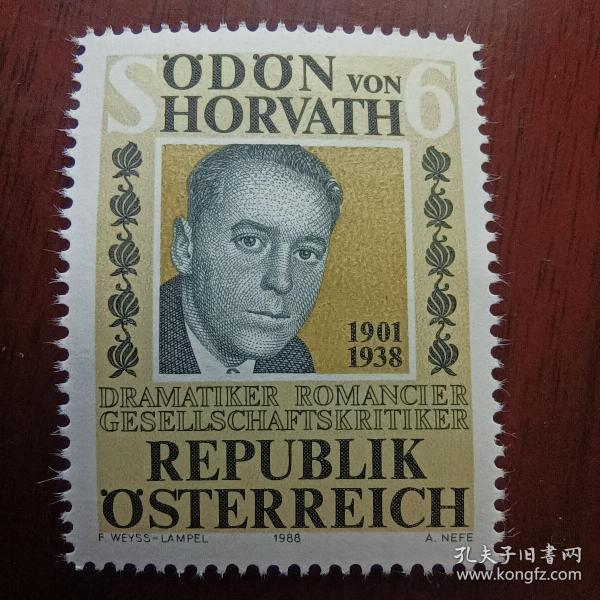 S ÖDÖN VON 6
HORVATH
1901
1938
DRAMATIKER ROMANCIER
GESELLSCHAFTSKRITIKER
REPUBLIK
ÖSTERREICH
F. WEYSS-LAMPEL 1988 A. NEFE
孔夫子旧书网
www.kongfz.com